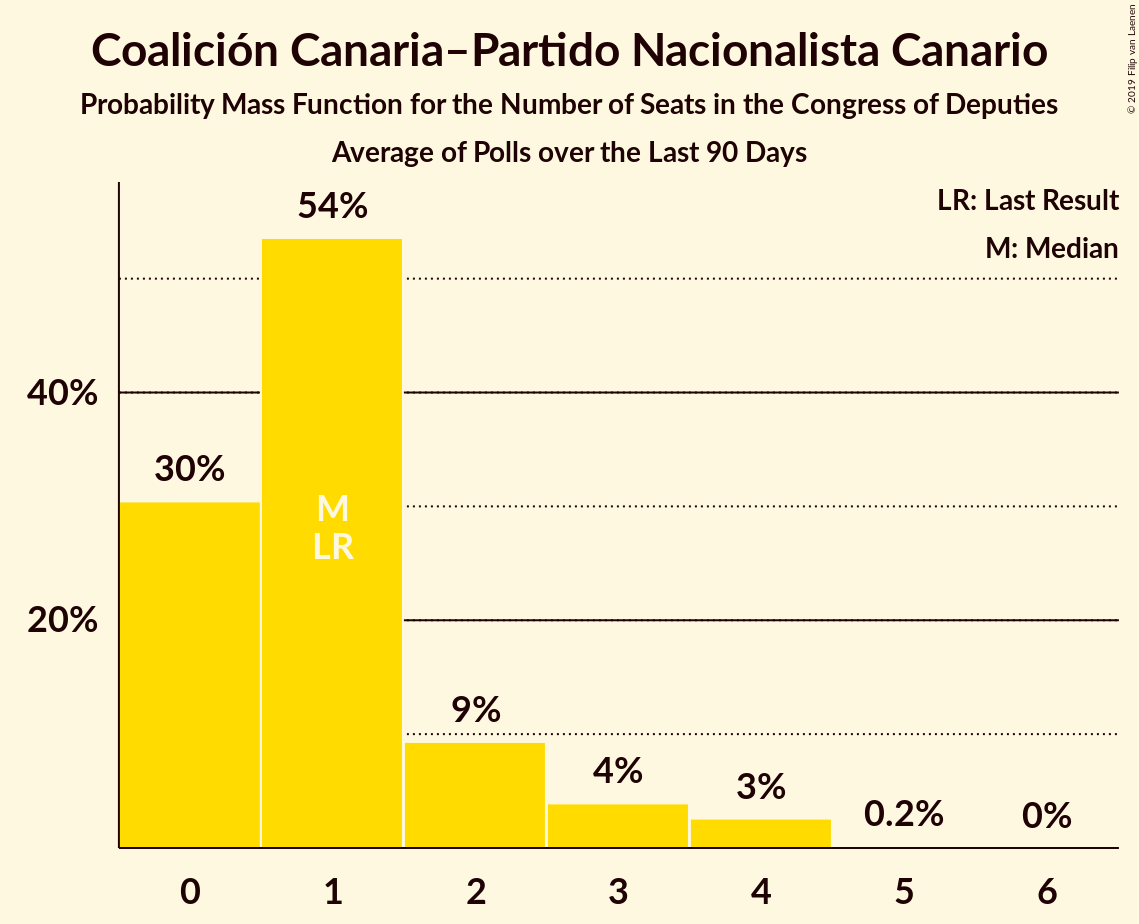 Coalición Canaria–Partido Nacionalista Canario
Probability Mass Function for the Number of Seats in the Congress of Deputies
Average of Polls over the Last 90 Days
© 2019 Filip van Laenen
LR: Last Result
M: Median
54%
40%
30%
M
LR
20%
9%
4%
3%
0.2%
0%
0 1 2 3 4 5 6